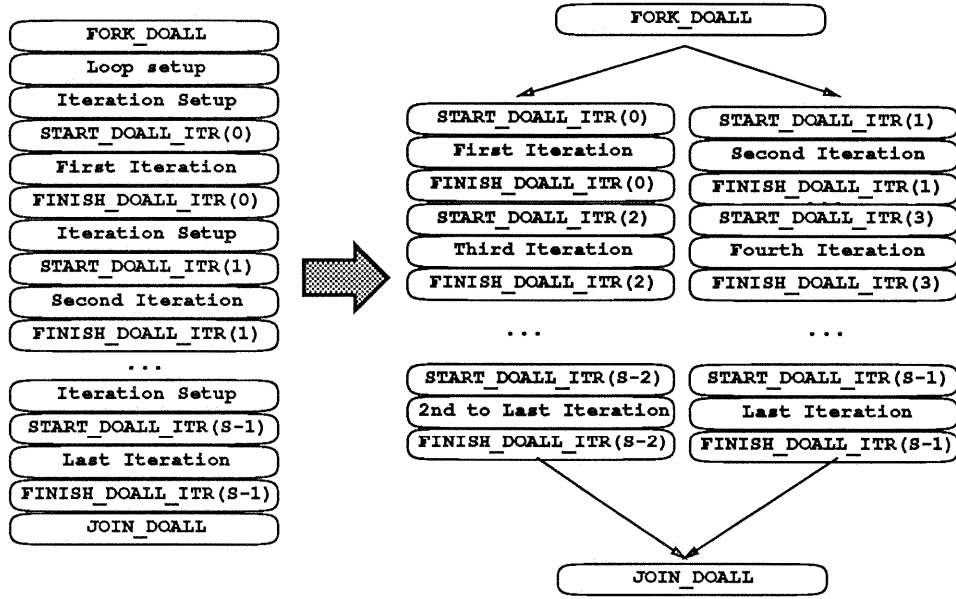 FORK_DOALL
Loop setup
Iteration Setup
START_DOALL_ITR(0)
First Iteration
FINISH_DOALL_ITR(0)
Iteration Setup
START_DOALL_ITR(1)
Second Iteration
FINISH_DOALL_ITR(1)
...
Iteration Setup
START_DOALL_ITR(S-1)
Last Iteration
FINISH_DOALL_ITR(S-1)
JOIN_DOALL
FORK_DOALL
START_DOALL_ITR(0)
First Iteration
FINISH_DOALL_ITR(0)
START_DOALL_ITR(2)
Third Iteration
FINISH_DOALL_ITR(2)
...
START_DOALL_ITR(S-2)
2nd to Last Iteration
FINISH_DOALL_ITR(S-2)
START_DOALL_ITR(1)
Second Iteration
FINISH_DOALL_ITR(1)
START_DOALL_ITR(3)
Fourth Iteration
FINISH_DOALL_ITR(3)
...
START_DOALL_ITR(S-1)
Last Iteration
FINISH_DOALL_ITR(S-1)
JOIN_DOALL